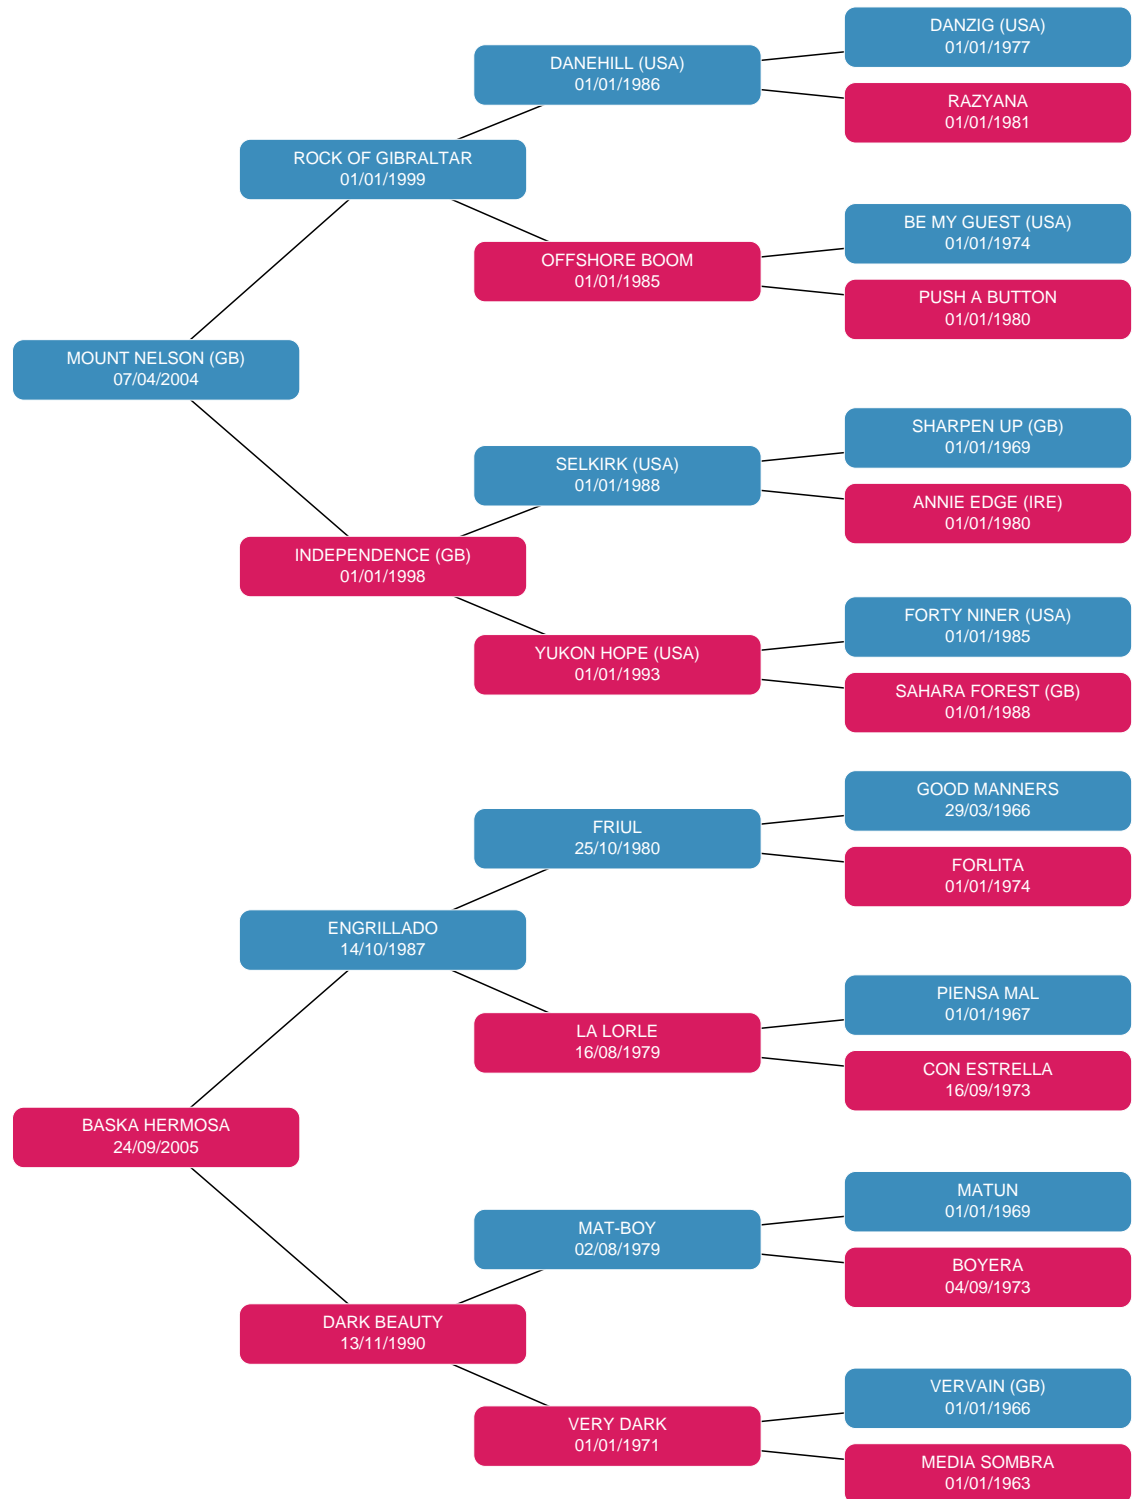 DANZIG (USA)
01/01/1977
DANEHILL (USA)
01/01/1986
RAZYANA
01/01/1981
ROCK OF GIBRALTAR
01/01/1999
BE MY GUEST (USA)
01/01/1974
OFFSHORE BOOM
01/01/1985
PUSH A BUTTON
01/01/1980
MOUNT NELSON (GB)
07/04/2004
SHARPEN UP (GB)
01/01/1969
SELKIRK (USA)
01/01/1988
ANNIE EDGE (IRE)
01/01/1980
INDEPENDENCE (GB)
01/01/1998
FORTY NINER (USA)
01/01/1985
YUKON HOPE (USA)
01/01/1993
SAHARA FOREST (GB)
01/01/1988
GOOD MANNERS
29/03/1966
FRIUL
25/10/1980
FORLITA
01/01/1974
ENGRILLADO
14/10/1987
PIENSA MAL
01/01/1967
LA LORLE
16/08/1979
CON ESTRELLA
16/09/1973
BASKA HERMOSA
24/09/2005
MATUN
01/01/1969
MAT-BOY
02/08/1979
BOYERA
04/09/1973
DARK BEAUTY
13/11/1990
VERVAIN (GB)
01/01/1966
VERY DARK
01/01/1971
MEDIA SOMBRA
01/01/1963